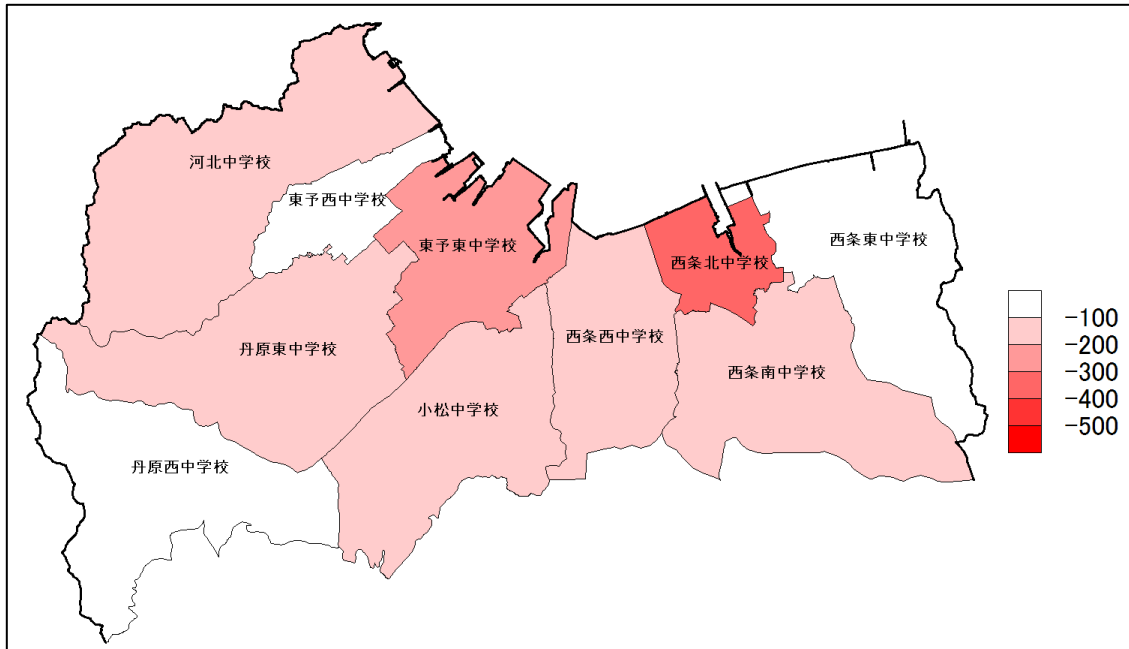 河北中学校
東予西中学校
東予東中学校
西条東中学校
西条北中学校
西条西中学校
丹原東中学校
西条南中学校
小松中学校
丹原西中学校
-100
-200
-300
-400
-500